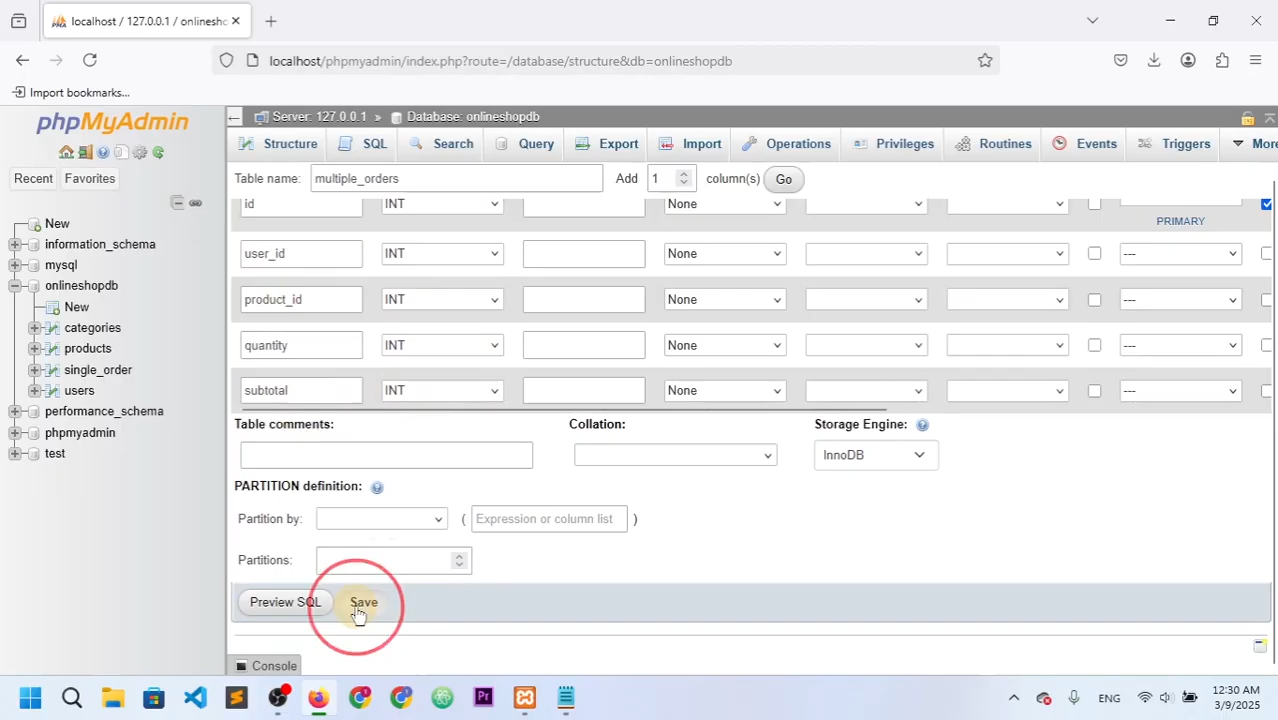 localhost / 127.0.0.1 / onlinesho
localhost/phpmyadmin/index.php?route=/database/structure&db=onlineshopdb
Import bookmarks...
phpMyAdmin
Recent Favorites
New
information_schema
mysql
onlineshopdb
New
categories
products
single_order
users
performance_schema
phpmyadmin
test
Server: 127.0.0.1 » Database: onlineshopdb
Structure SQL Search Query Export Import Operations Privileges Routines Events Triggers More
Table name: multiple_orders Add 1 column(s) Go
id INT None
PRIMARY
user_id INT None ---
product_id INT None ---
quantity INT None ---
subtotal INT None ---
Table comments: Collation: Storage Engine:
InnoDB
PARTITION definition:
Partition by: ( Expression or column list )
Partitions:
Preview SQL Save
Console
ENG
12:30 AM
3/9/2025